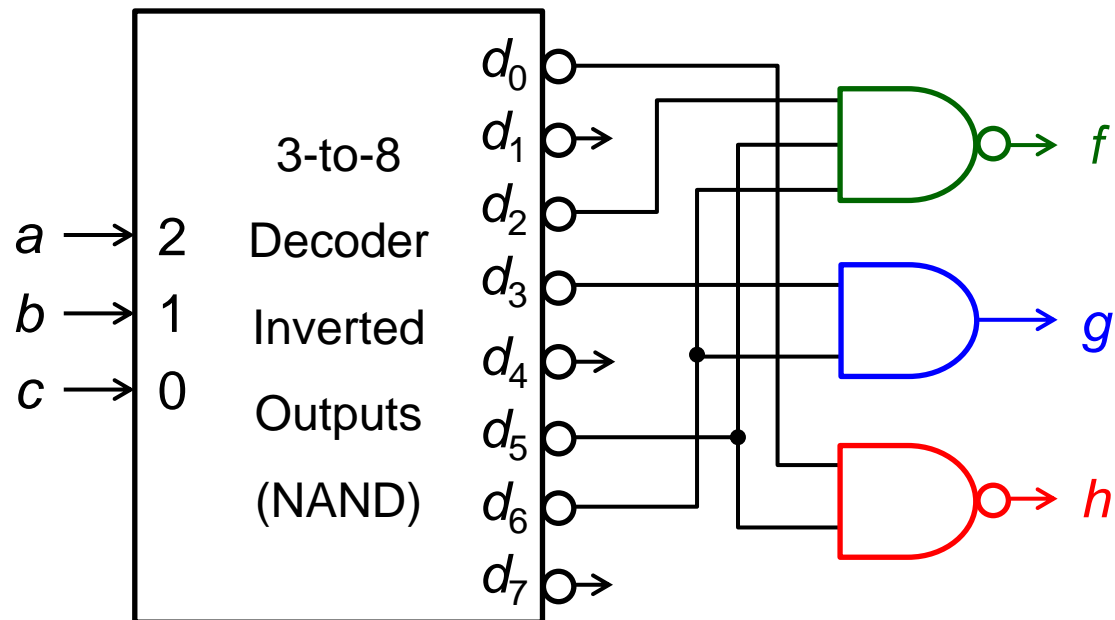 a
b
c
2
1
0
3-to-8
Decoder
Inverted
Outputs
(NAND)
d0
d1
d2
d3
d4
d5
d6
d7
f
g
h